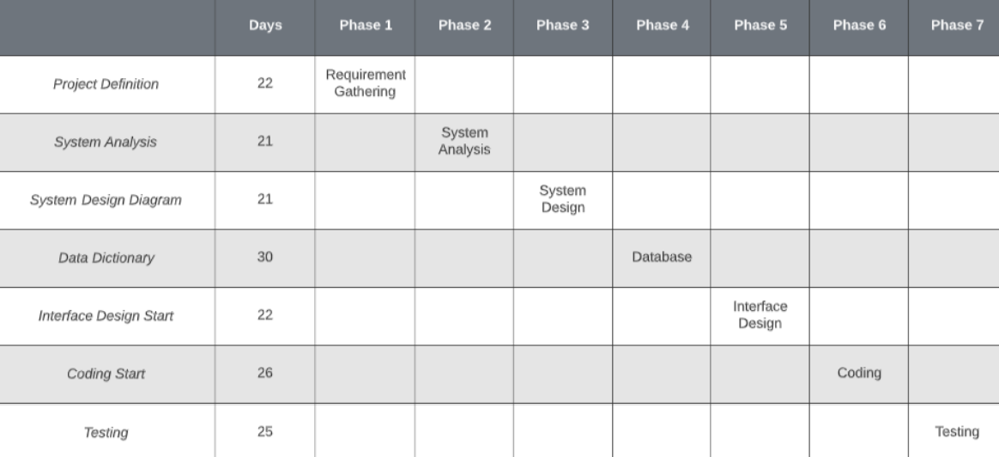 Days Phase 1 Phase 2 Phase 3 Phase 4 Phase 5 Phase 6 Phase 7
Project Definition 22 Requirement
Gathering
System Analysis 21 System
Analysis
System Design Diagram 21 System
Design
Data Dictionary 30 Database
Interface Design Start 22 Interface
Design
Coding Start 26 Coding
Testing 25 Testing